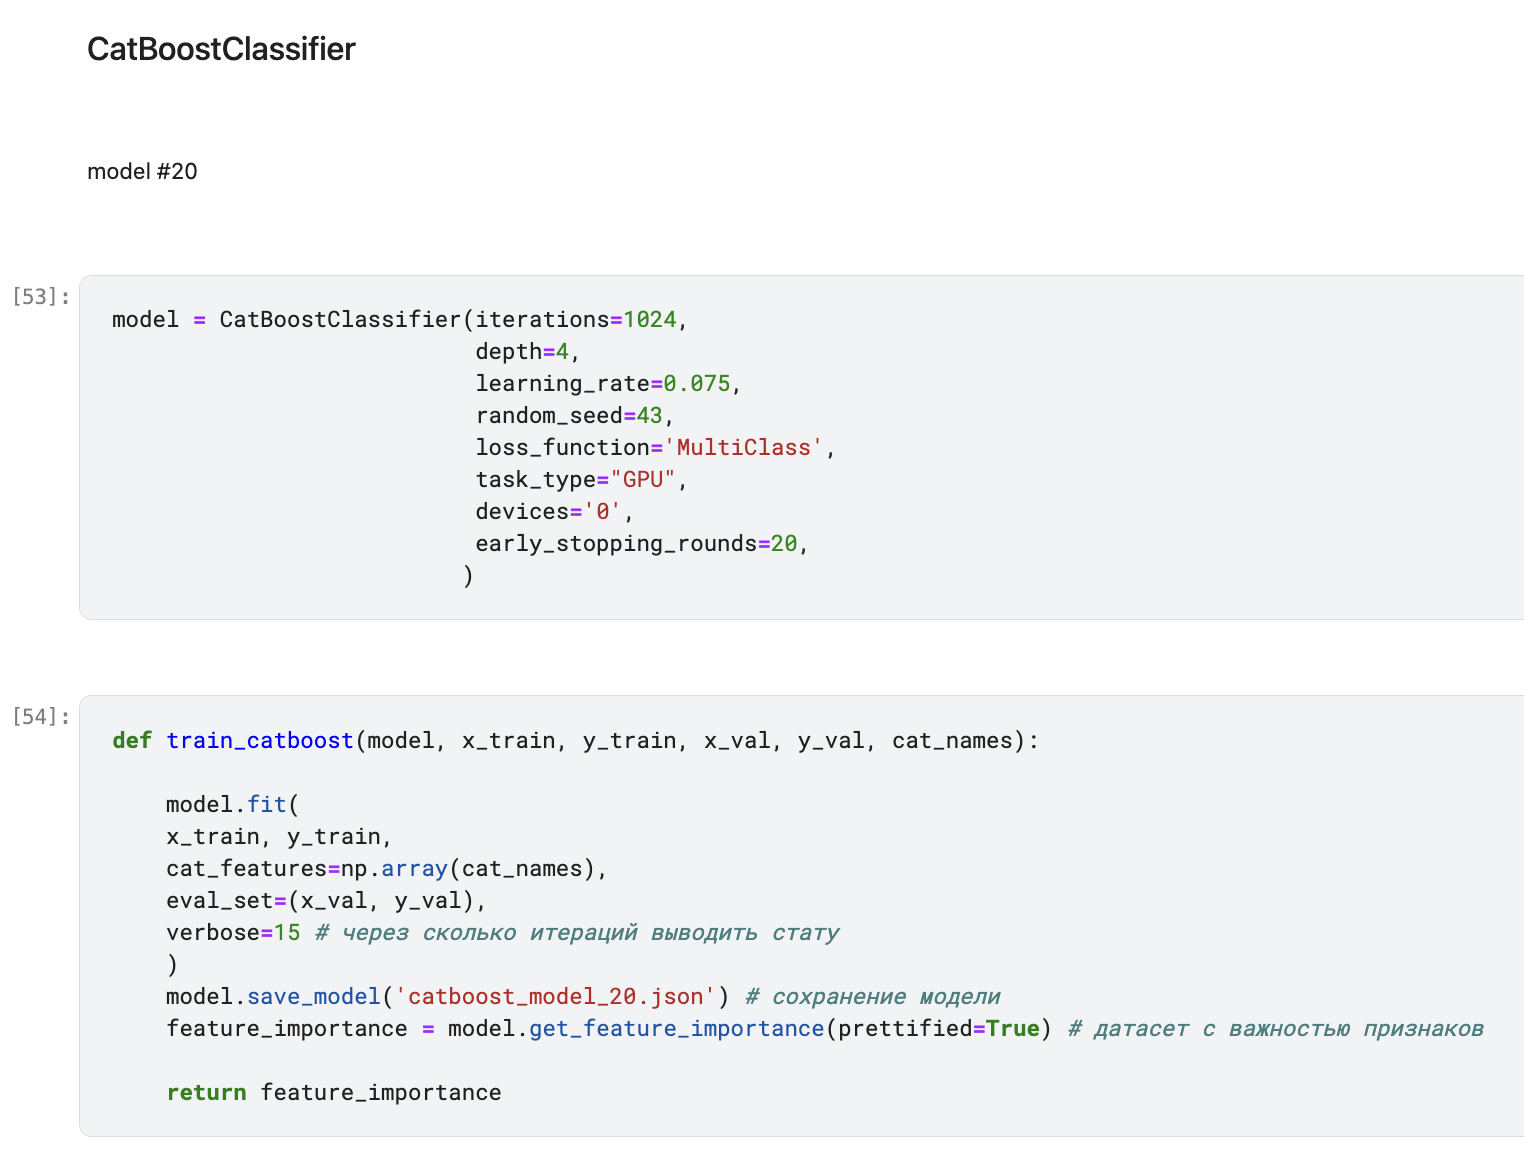 CatBoostClassifier
model #20
[53]:
model = CatBoostClassifier(iterations=1024,
depth=4,
learning_rate=0.075,
random_seed=43,
loss_function='MultiClass',
task_type="GPU",
devices='0',
early_stopping_rounds=20,
)
[54]:
def train_catboost(model, x_train, y_train, x_val, y_val, cat_names):
model.fit(
x_train, y_train,
cat_features=np.array(cat_names),
eval_set=(x_val, y_val),
verbose=15 # через сколько итераций выводить стату
)
model.save_model('catboost_model_20.json') # сохранение модели
feature_importance = model.get_feature_importance(prettified=True) # датасет с важностью признаков
return feature_importance